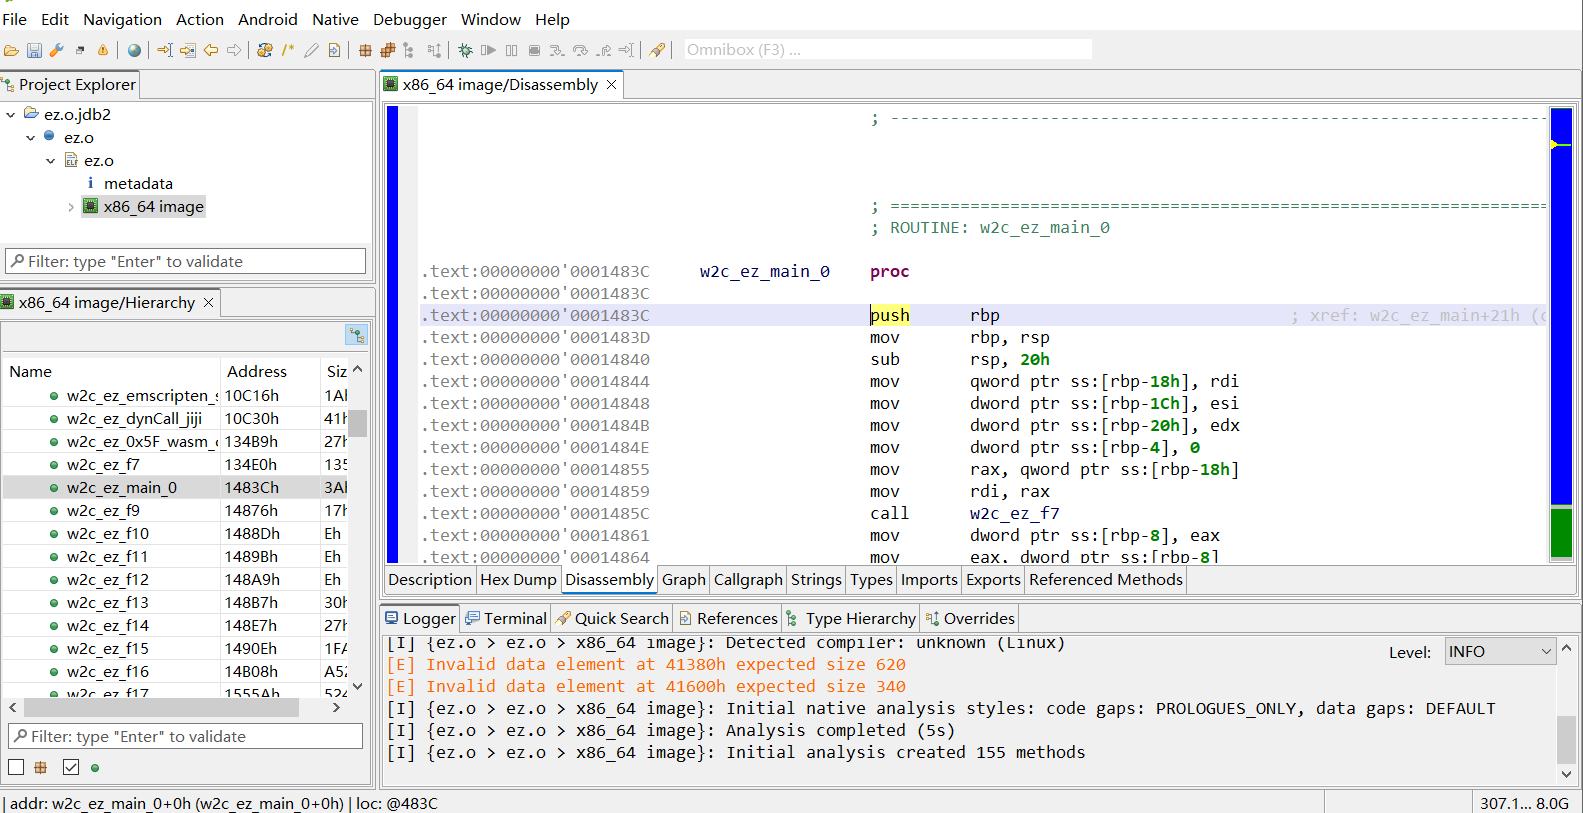 File Edit Navigation Action Android Native Debugger Window Help
Omnibox (F3) ...
Project Explorer
ez.o.jdb2
ez.o
ez.o
metadata
x86_64 image
Filter: type "Enter" to validate
x86_64 image/Hierarchy
Name Address Siz
w2c_ez_emscripten_s 10C16h 1Al
w2c_ez_dynCall_jiji 10C30h 41h
w2c_ez_0x5F_wasm_c 134B9h 27h
w2c_ez_f7 134E0h 135
w2c_ez_main_0 1483Ch 3Al
w2c_ez_f9 14876h 17h
w2c_ez_f10 1488Dh Eh
w2c_ez_f11 1489Bh Eh
w2c_ez_f12 148A9h Eh
w2c_ez_f13 148B7h 30h
w2c_ez_f14 148E7h 27h
w2c_ez_f15 1490Eh 1FA
w2c_ez_f16 14B08h A52
w2c_ez_f17 1555Ah 524
Filter: type "Enter" to validate
x86_64 image/Disassembly
; ------------------------------------------------------------------
; ==================================================================
; ROUTINE: w2c_ez_main_0
.text:00000000'0001483C w2c_ez_main_0 proc
.text:00000000'0001483C
.text:00000000'0001483C push rbp ; xref: w2c_ez_main+21h (c
.text:00000000'0001483D mov rbp, rsp
.text:00000000'00014840 sub rsp, 20h
.text:00000000'00014844 mov qword ptr ss:[rbp-18h], rdi
.text:00000000'00014848 mov dword ptr ss:[rbp-1Ch], esi
.text:00000000'0001484B mov dword ptr ss:[rbp-20h], edx
.text:00000000'0001484E mov dword ptr ss:[rbp-4], 0
.text:00000000'00014855 mov rax, qword ptr ss:[rbp-18h]
.text:00000000'00014859 mov rdi, rax
.text:00000000'0001485C call w2c_ez_f7
.text:00000000'00014861 mov dword ptr ss:[rbp-8], eax
.text:00000000'00014864 mov eax, dword ptr ss:[rbp-8]
Description Hex Dump Disassembly Graph Callgraph Strings Types Imports Exports Referenced Methods
Logger Terminal Quick Search References Type Hierarchy Overrides
[I] {ez.o > ez.o > x86_64 image}: Detected compiler: unknown (Linux)
[E] Invalid data element at 41380h expected size 620
[E] Invalid data element at 41600h expected size 340
[I] {ez.o > ez.o > x86_64 image}: Initial native analysis styles: code gaps: PROLOGUES_ONLY, data gaps: DEFAULT
[I] {ez.o > ez.o > x86_64 image}: Analysis completed (5s)
[I] {ez.o > ez.o > x86_64 image}: Initial analysis created 155 methods
Level: INFO
| addr: w2c_ez_main_0+0h (w2c_ez_main_0+0h) | loc: @483C
307.1... 8.0G